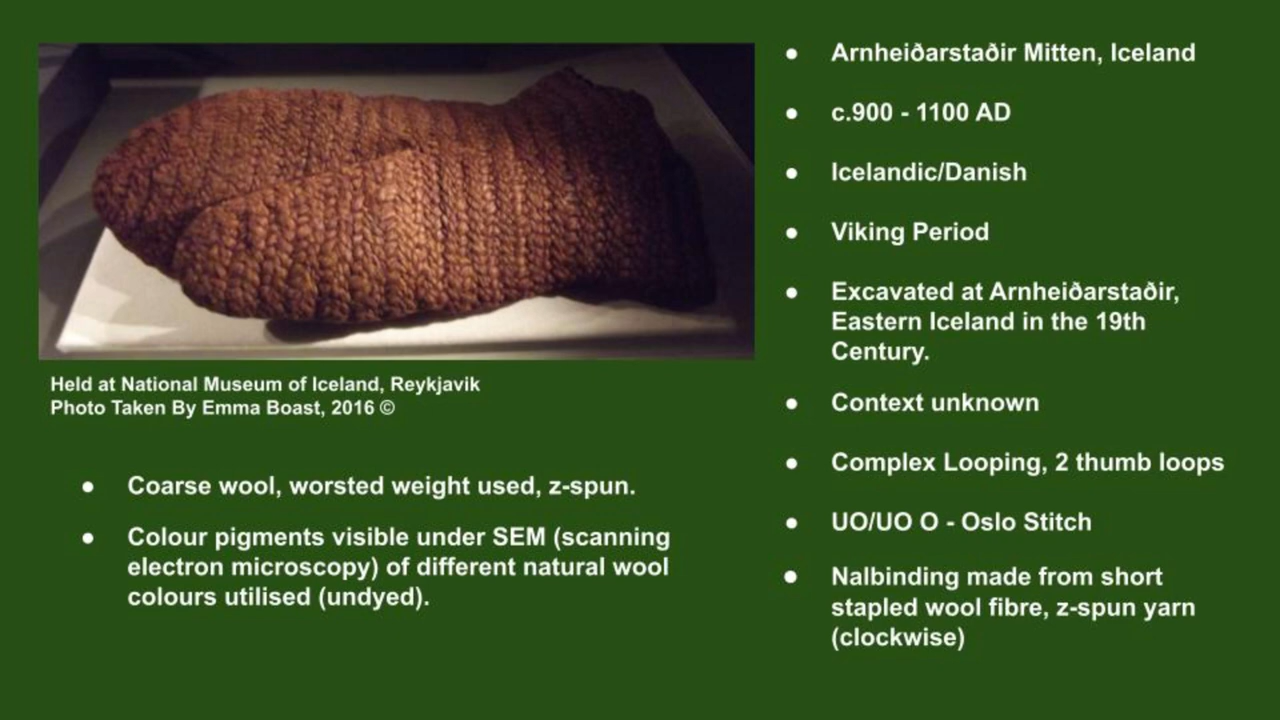 Held at National Museum of Iceland, Reykjavik
Photo Taken By Emma Boast, 2016 ©
● Coarse wool, worsted weight used, z-spun.
● Colour pigments visible under SEM (scanning
electron microscopy) of different natural wool
colours utilised (undyed).
● Arnheiðarstaðir Mitten, Iceland
● c.900 - 1100 AD
● Icelandic/Danish
● Viking Period
● Excavated at Arnheiðarstaðir,
Eastern Iceland in the 19th
Century.
● Context unknown
● Complex Looping, 2 thumb loops
● UO/UO O - Oslo Stitch
● Nalbinding made from short
stapled wool fibre, z-spun yarn
(clockwise)